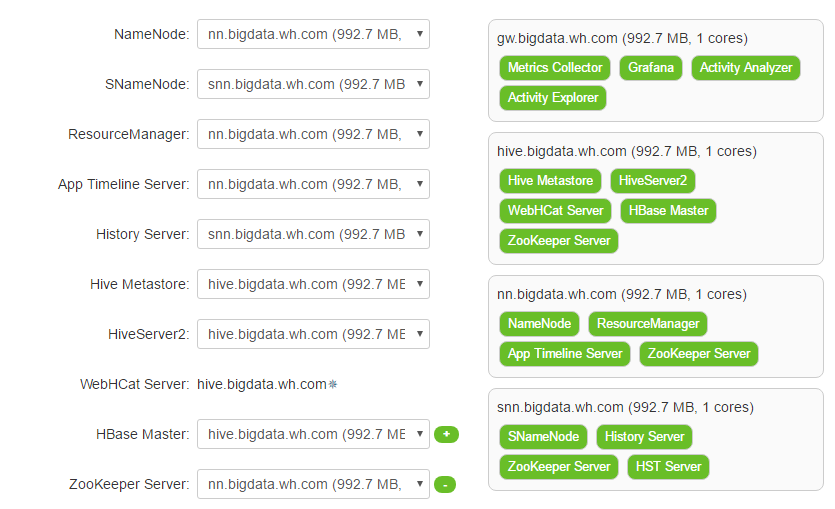 NameNode: nn.bigdata.wh.com (992.7 MB,
SNameNode: snn.bigdata.wh.com (992.7 MB
ResourceManager: nn.bigdata.wh.com (992.7 MB,
App Timeline Server: nn.bigdata.wh.com (992.7 MB,
History Server: snn.bigdata.wh.com (992.7 MB
Hive Metastore: hive.bigdata.wh.com (992.7 ME
HiveServer2: hive.bigdata.wh.com (992.7 ME
WebHCat Server: hive.bigdata.wh.com*
HBase Master: hive.bigdata.wh.com (992.7 ME +
ZooKeeper Server: nn.bigdata.wh.com (992.7 MB, -
gw.bigdata.wh.com (992.7 MB, 1 cores)
Metrics Collector Grafana Activity Analyzer
Activity Explorer
hive.bigdata.wh.com (992.7 MB, 1 cores)
Hive Metastore HiveServer2
WebHCat Server HBase Master
ZooKeeper Server
nn.bigdata.wh.com (992.7 MB, 1 cores)
NameNode ResourceManager
App Timeline Server ZooKeeper Server
snn.bigdata.wh.com (992.7 MB, 1 cores)
SNameNode History Server
ZooKeeper Server HST Server